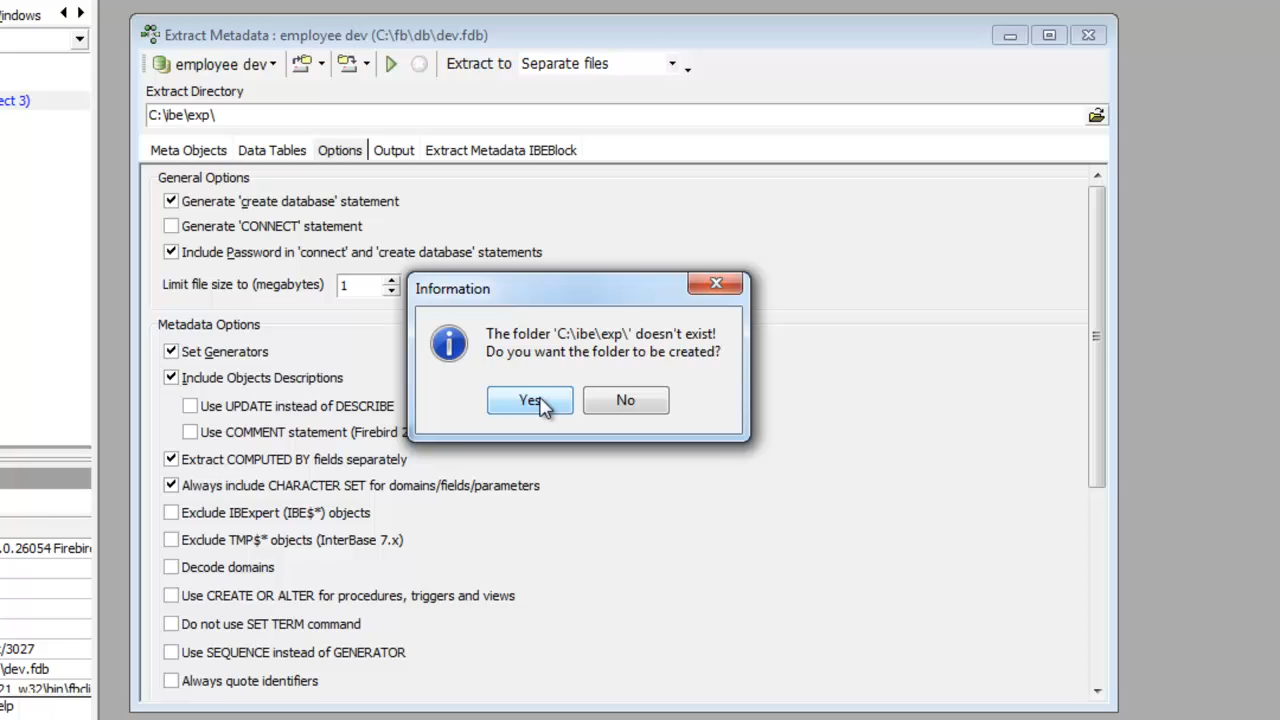 indows
Extract Metadata : employee dev (C:\fb\db\dev.fdb)
employee dev
Extract to Separate files
Extract Directory
ect 3)
C:\ibe\exp\
Meta Objects Data Tables Options Output Extract Metadata IBEBlock
General Options
Generate 'create database' statement
Generate 'CONNECT' statement
Include Password in 'connect' and 'create database' statements
Limit file size to (megabytes) 1
Information
The folder 'C:\ibe\exp\' doesn't exist!
Do you want the folder to be created?
Yes No
Metadata Options
Set Generators
Include Objects Descriptions
Use UPDATE instead of DESCRIBE
Use COMMENT statement (Firebird 2
Extract COMPUTED BY fields separately
Always include CHARACTER SET for domains/fields/parameters
Exclude IBExpert (IBE$*) objects
Exclude TMP$* objects (InterBase 7.x)
.0.26054 Firebir
Decode domains
Use CREATE OR ALTER for procedures, triggers and views
Do not use SET TERM command
Use SEQUENCE instead of GENERATOR
Always quote identifiers
t/3027
\dev.fdb
21_w32\bin\fbcli
elp